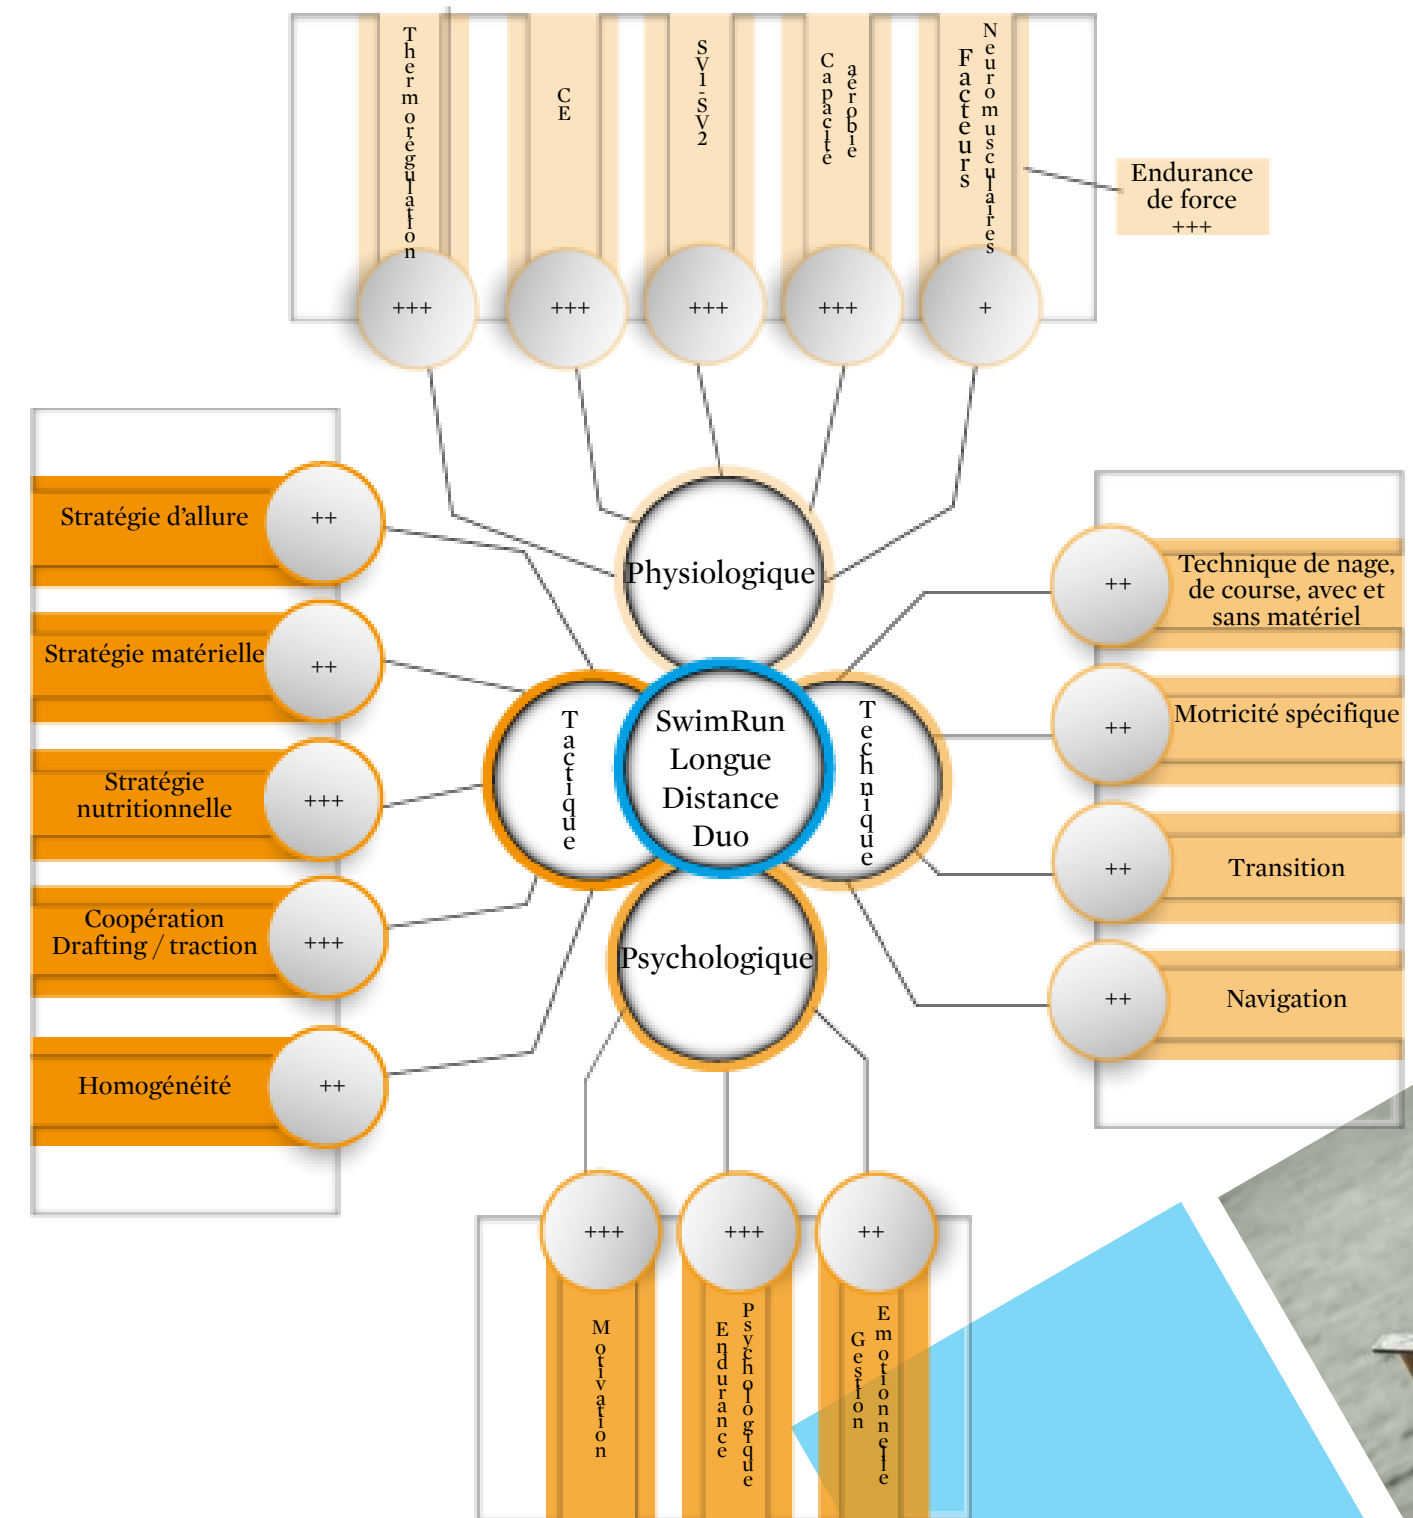 Thermorégulation
CE
SV1-SV2
Capacité
aérobie
Facteurs
Neuromusculaires
Endurance
de force
+++
+++
+++
+++
+++
+
Physiologique
Stratégie d'allure
++
Stratégie matérielle
++
Stratégie
nutritionnelle
+++
Coopération
Drafting / traction
+++
Homogénéité
++
Tactique
SwimRun
Longue
Distance
Duo
Technique
++
Technique de nage,
de course, avec et
sans matériel
++
Motricité spécifique
++
Transition
++
Navigation
Psychologique
+++
+++
++
Motivation
Endurance
Psychologique
Gestion
Emotionnelle